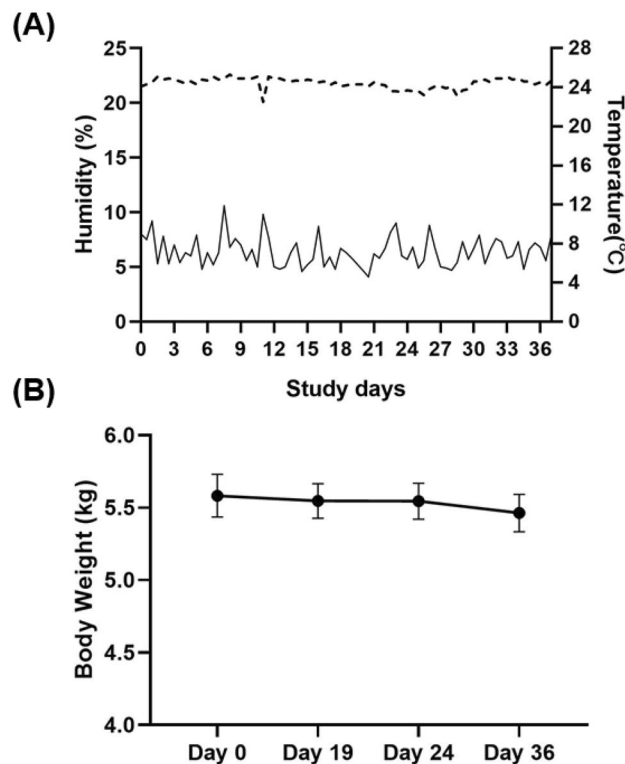 (A)
25
20
15
10
5
0
Humidity (%)
28
24
20
16
12
8
4
0
Temperature(°C)
0 3 6 9 12 15 18 21 24 27 30 33 36
Study days
(B)
6.0
5.5
5.0
4.5
4.0
Body Weight (kg)
Day 0 Day 19 Day 24 Day 36